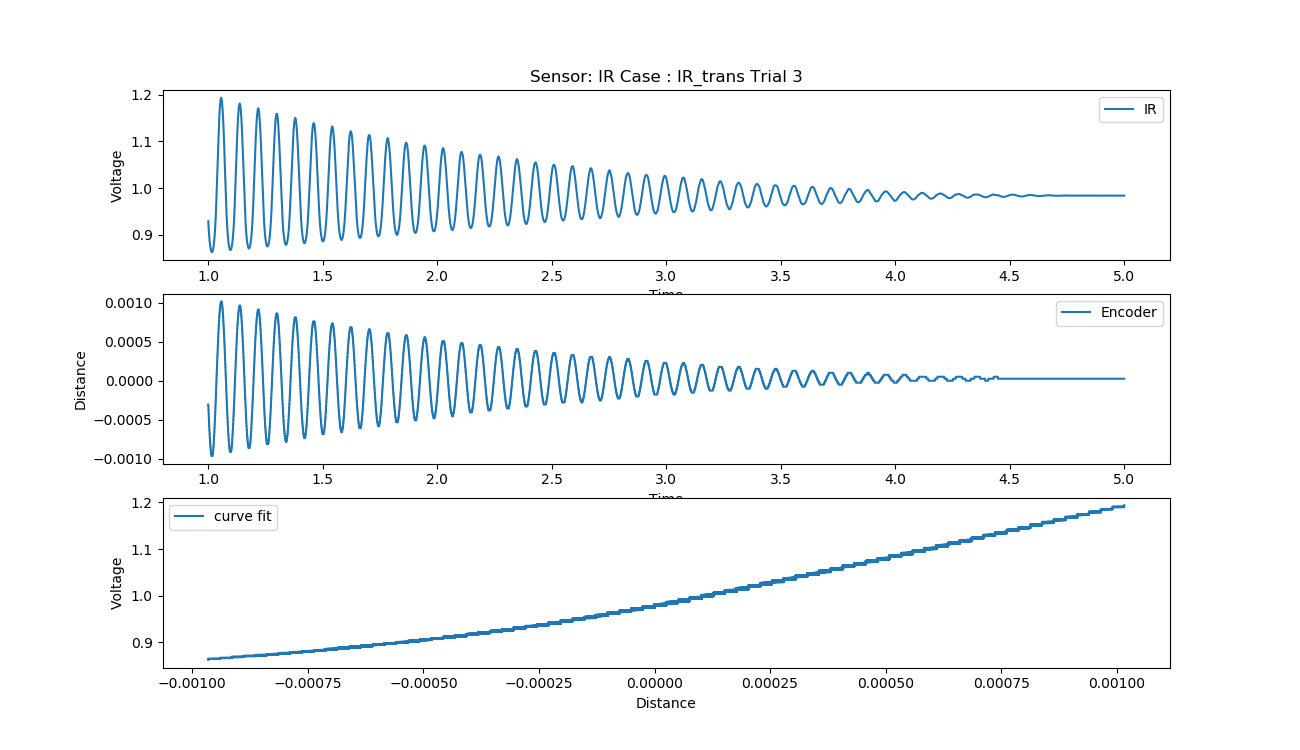 Sensor: IR Case : IR_trans Trial 3
1.2
1.1
1.0
0.9
Voltage
IR
1.0 1.5 2.0 2.5 3.0 3.5 4.0 4.5 5.0
0.0010
0.0005
0.0000
−0.0005
−0.0010
Distance
Encoder
1.0 1.5 2.0 2.5 3.0 3.5 4.0 4.5 5.0
1.2
1.1
1.0
0.9
Voltage
curve fit
−0.00100 −0.00075 −0.00050 −0.00025 0.00000 0.00025 0.00050 0.00075 0.00100
Distance